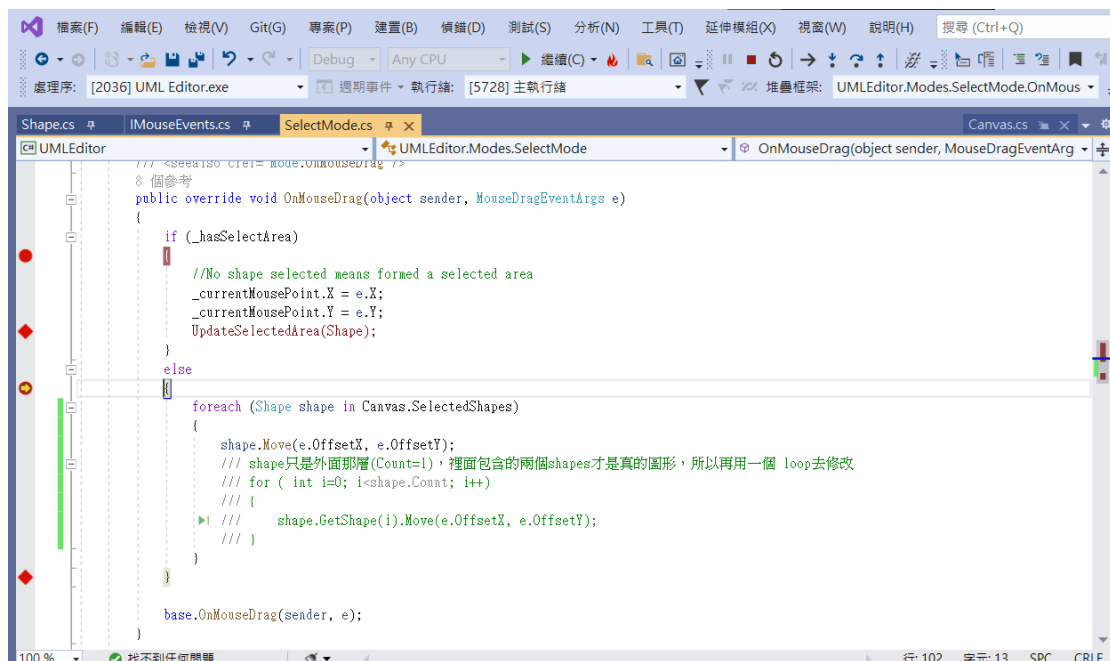 檔案(F) 編輯(E) 檢視(V) Git(G) 專案(P) 建置(B) 偵錯(D) 測試(S) 分析(N) 工具(T) 延伸模組(X) 視窗(W) 說明(H) 搜尋 (Ctrl+Q)
Debug Any CPU 繼續(C)
處理序: [2036] UML Editor.exe 週期事件 執行緒: [5728] 主執行緒 堆疊框架: UMLEditor.Modes.SelectMode.OnMous
Shape.cs IMouseEvents.cs SelectMode.cs Canvas.cs
C# UMLEditor UMLEditor.Modes.SelectMode OnMouseDrag(object sender, MouseDragEventArg
/// <seealso cref="Mode.OnMouseDrag"/>
8 個參考
public override void OnMouseDrag(object sender, MouseDragEventArgs e)
{
if (_hasSelectArea)
{
//No shape selected means formed a selected area
_currentMousePoint.X = e.X;
_currentMousePoint.Y = e.Y;
UpdateSelectedArea(Shape);
}
else
{
foreach (Shape shape in Canvas.SelectedShapes)
{
shape.Move(e.OffsetX, e.OffsetY);
/// shape只是外面那層(Count=1)，裡面包含的兩個shapes才是真的圖形，所以再用一個 loop去修改
/// for ( int i=0; i<shape.Count; i++)
/// {
/// shape.GetShape(i).Move(e.OffsetX, e.OffsetY);
/// }
}
}
base.OnMouseDrag(sender, e);
}
100 % 找不到任何問題 行: 102 字元: 13 SPC CRLF